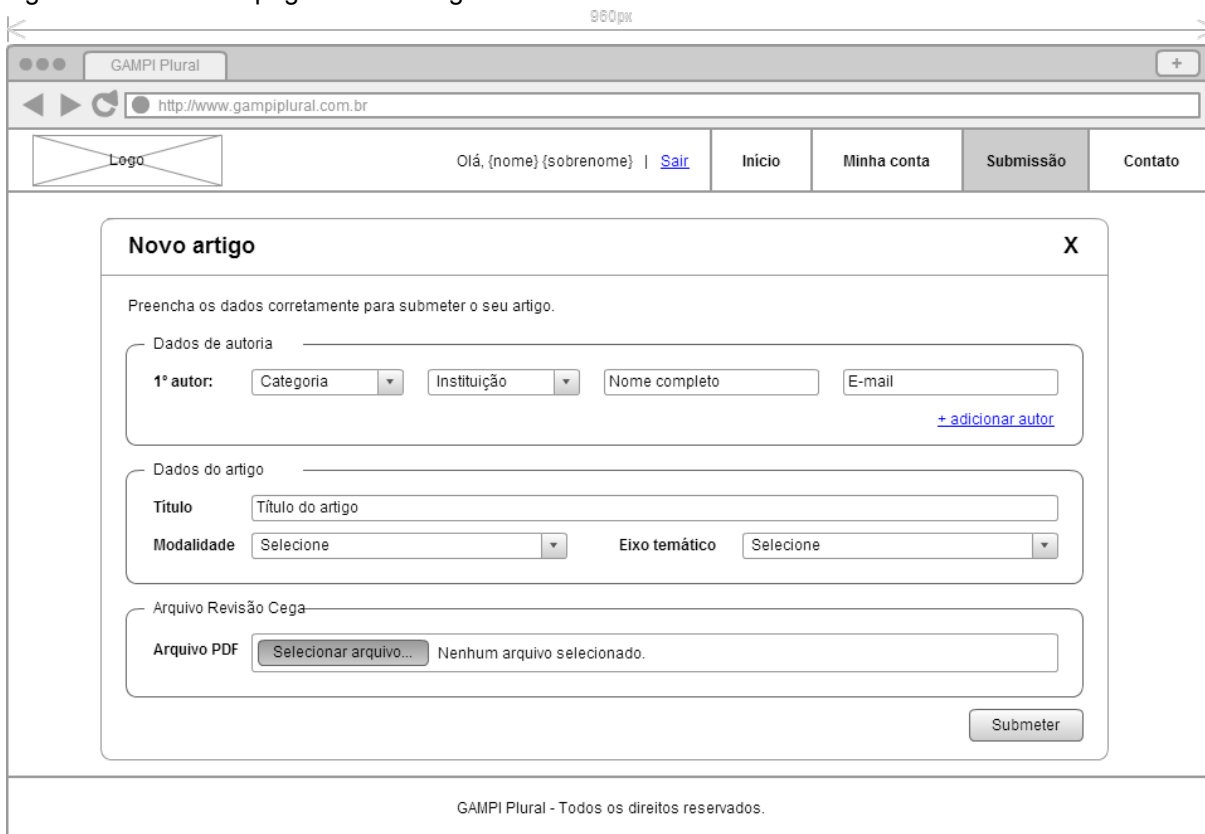 960px
GAMPI Plural
+
http://www.gampiplural.com.br
Logo
Olá, {nome} {sobrenome} | Sair
Início
Minha conta
Submissão
Contato
Novo artigo
X
Preencha os dados corretamente para submeter o seu artigo.
Dados de autoria
1º autor:
Categoria
Instituição
Nome completo
E-mail
+ adicionar autor
Dados do artigo
Título
Título do artigo
Modalidade
Selecione
Eixo temático
Selecione
Arquivo Revisão Cega
Arquivo PDF
Selecionar arquivo...
Nenhum arquivo selecionado.
Submeter
GAMPI Plural - Todos os direitos reservados.